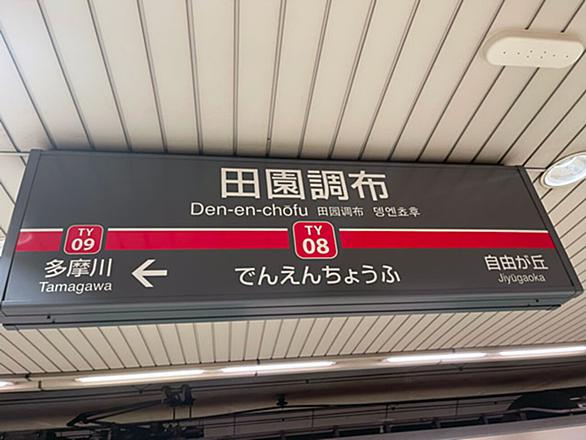 田園調布
Den-en-chōfu 田园调布 덴엔초후
TY
09
TY
08
多摩川
Tamagawa
←
でんえんちょうふ
自由が丘
Jiyūgaoka